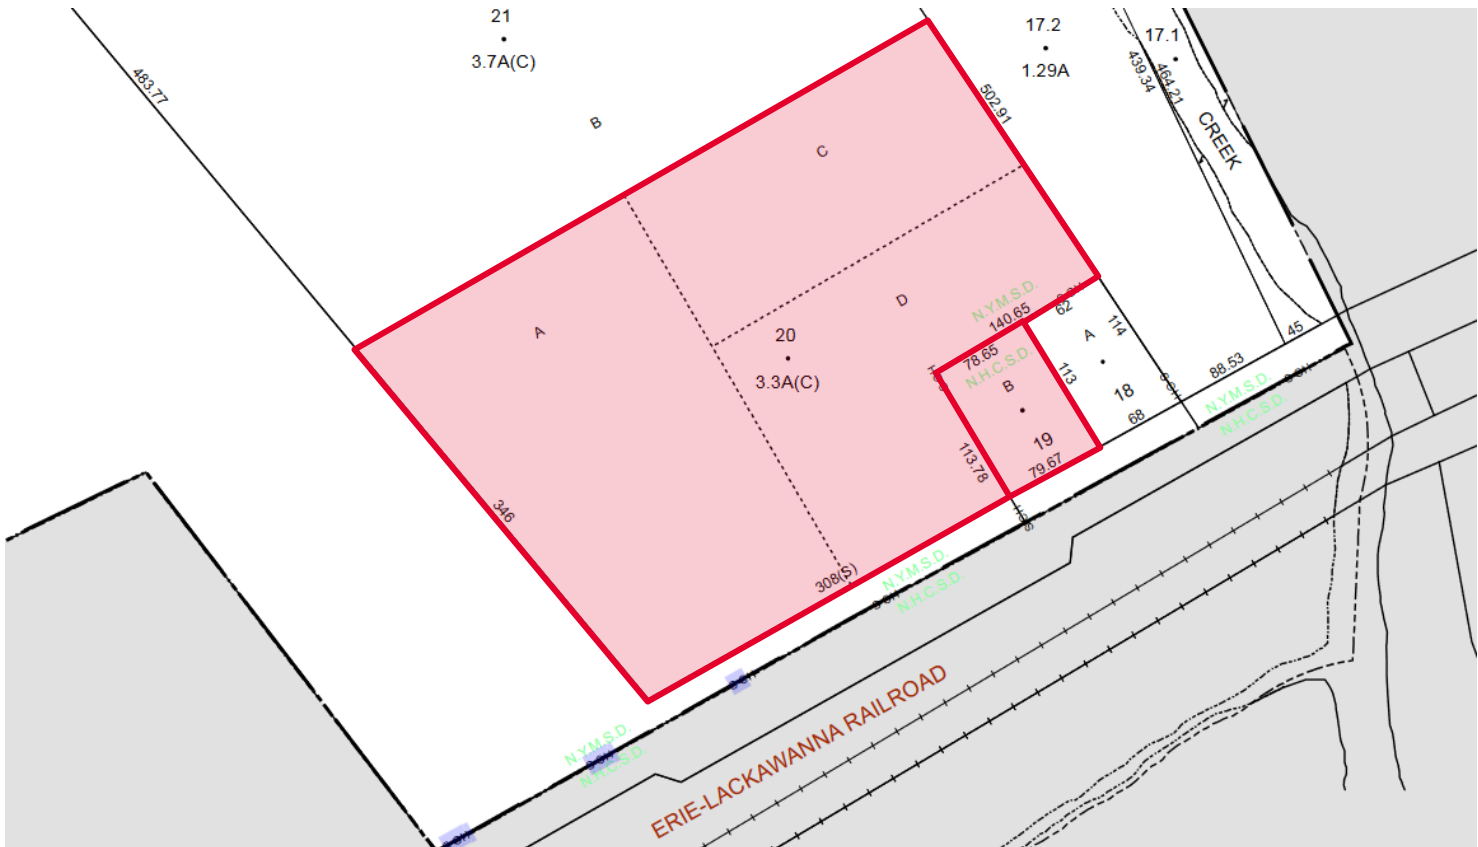 21
3.7A(C)
17.2
1.29A
17.1
483.77
B
C
502.91
439.34
464.21
CREEK
A
D
20
3.3A(C)
N.Y.M.S.D.
140.65
62
78.65
N.H.C.S.D.
B
19
79.67
113.78
113
A
114
18
68
88.53
45
N.Y.M.S.D.
N.H.C.S.D.
346
308(S)
N.Y.M.S.D.
N.H.C.S.D.
N.Y.M.S.D.
N.H.C.S.D.
ERIE-LACKAWANNA RAILROAD